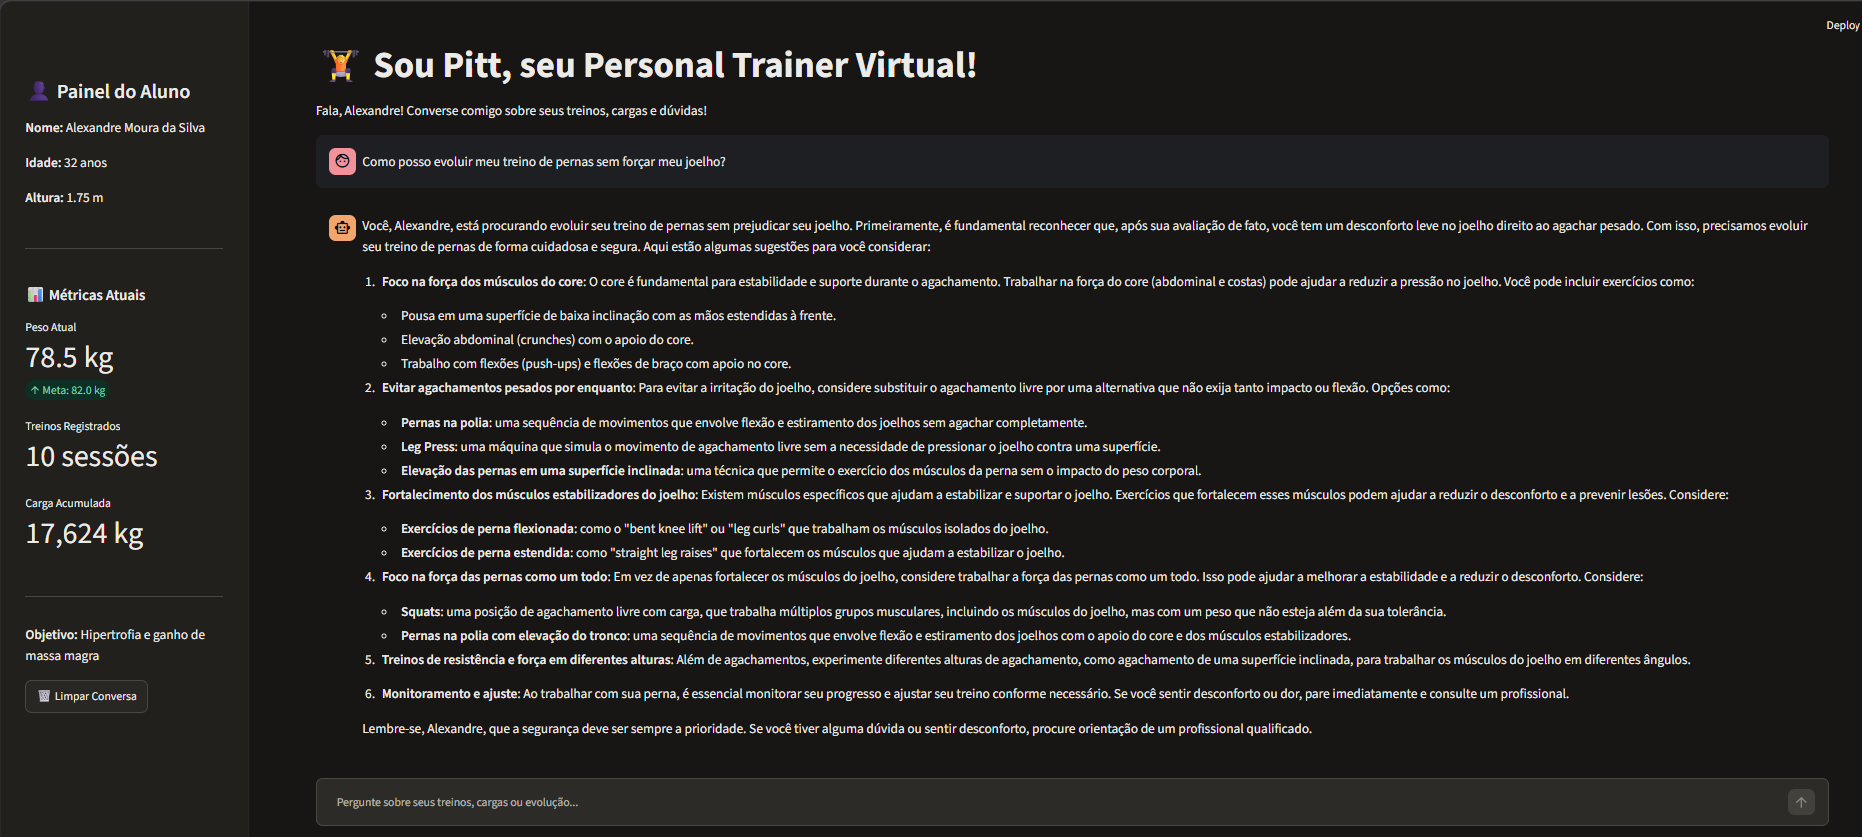 Deploy
Painel do Aluno
Nome: Alexandre Moura da Silva
Idade: 32 anos
Altura: 1.75 m
Métricas Atuais
Peso Atual
78.5 kg
↑ Meta: 82.0 kg
Treinos Registrados
10 sessões
Carga Acumulada
17,624 kg
Objetivo: Hipertrofia e ganho de
massa magra
Limpar Conversa
Sou Pitt, seu Personal Trainer Virtual!
Fala, Alexandre! Converse comigo sobre seus treinos, cargas e dúvidas!
Como posso evoluir meu treino de pernas sem forçar meu joelho?
Você, Alexandre, está procurando evoluir seu treino de pernas sem prejudicar seu joelho. Primeiramente, é fundamental reconhecer que, após sua avaliação de fato, você tem um desconforto leve no joelho direito ao agachar pesado. Com isso, precisamos evoluir
seu treino de pernas de forma cuidadosa e segura. Aqui estão algumas sugestões para você considerar:
1. Foco na força dos músculos do core: O core é fundamental para estabilidade e suporte durante o agachamento. Trabalhar na força do core (abdominal e costas) pode ajudar a reduzir a pressão no joelho. Você pode incluir exercícios como:
Pousa em uma superfície de baixa inclinação com as mãos estendidas à frente.
Elevação abdominal (crunches) com o apoio do core.
Trabalho com flexões (push-ups) e flexões de braço com apoio no core.
2. Evitar agachamentos pesados por enquanto: Para evitar a irritação do joelho, considere substituir o agachamento livre por uma alternativa que não exija tanto impacto ou flexão. Opções como:
Pernas na polia: uma sequência de movimentos que envolve flexão e estiramento dos joelhos sem agachar completamente.
Leg Press: uma máquina que simula o movimento de agachamento livre sem a necessidade de pressionar o joelho contra uma superfície.
Elevação das pernas em uma superfície inclinada: uma técnica que permite o exercício dos músculos da perna sem o impacto do peso corporal.
3. Fortalecimento dos músculos estabilizadores do joelho: Existem músculos específicos que ajudam a estabilizar e suportar o joelho. Exercícios que fortalecem esses músculos podem ajudar a reduzir o desconforto e a prevenir lesões. Considere:
Exercícios de perna flexionada: como o "bent knee lift" ou "leg curls" que trabalham os músculos isolados do joelho.
Exercícios de perna estendida: como "straight leg raises" que fortalecem os músculos que ajudam a estabilizar o joelho.
4. Foco na força das pernas como um todo: Em vez de apenas fortalecer os músculos do joelho, considere trabalhar a força das pernas como um todo. Isso pode ajudar a melhorar a estabilidade e a reduzir o desconforto. Considere:
Squats: uma posição de agachamento livre com carga, que trabalha múltiplos grupos musculares, incluindo os músculos do joelho, mas com um peso que não esteja além da sua tolerância.
Pernas na polia com elevação do tronco: uma sequência de movimentos que envolve flexão e estiramento dos joelhos com o apoio do core e dos músculos estabilizadores.
5. Treinos de resistência e força em diferentes alturas: Além de agachamentos, experimente diferentes alturas de agachamento, como agachamento de uma superfície inclinada, para trabalhar os músculos do joelho em diferentes ângulos.
6. Monitoramento e ajuste: Ao trabalhar com sua perna, é essencial monitorar seu progresso e ajustar seu treino conforme necessário. Se você sentir desconforto ou dor, pare imediatamente e consulte um profissional.
Lembre-se, Alexandre, que a segurança deve ser sempre a prioridade. Se você tiver alguma dúvida ou sentir desconforto, procure orientação de um profissional qualificado.
Pergunte sobre seus treinos, cargas ou evolução...